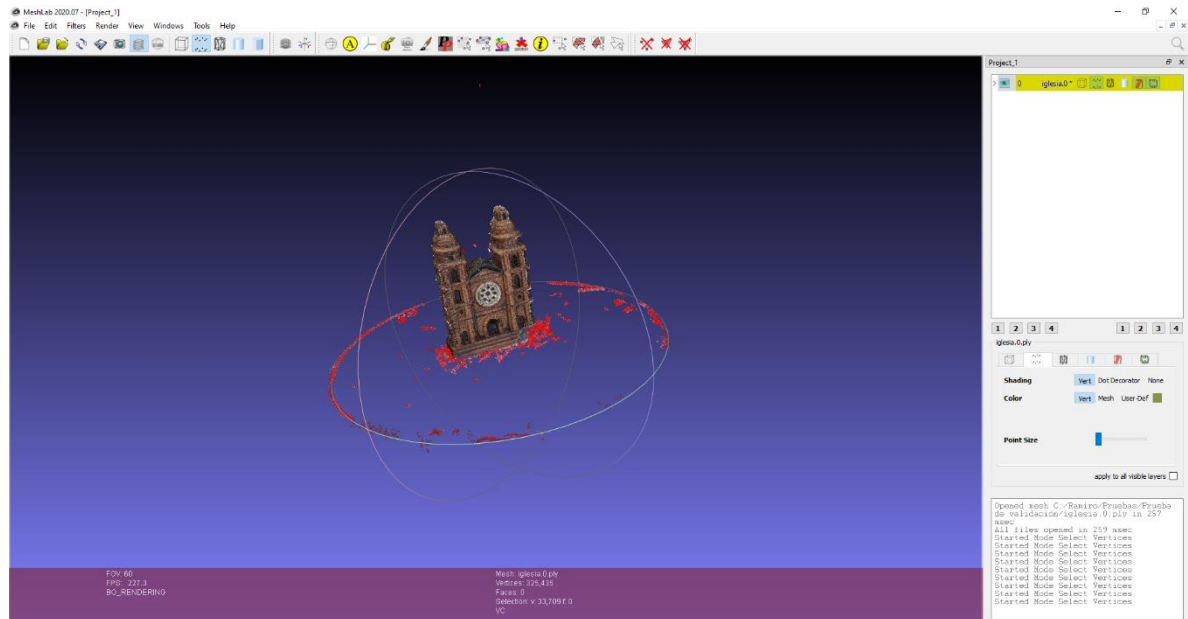 MeshLab 2020.07 - [Project_1]
File Edit Filters Render View Windows Tools Help
Project_1
0 iglesia.0 *
1 2 3 4 1 2 3 4
iglesia.0.ply
Shading Vert Dot Decorator None
Color Vert Mesh User-Def
Point Size
apply to all visible layers
Opened mesh C:/Ramiro/Pruebas/Prueba
de validación/iglesia.0.ply in 257
msec
All files opened in 259 msec
Started Mode Select Vertices
Started Mode Select Vertices
Started Mode Select Vertices
Started Mode Select Vertices
Started Mode Select Vertices
Started Mode Select Vertices
Started Mode Select Vertices
Started Mode Select Vertices
Started Mode Select Vertices
FOV: 60
FPS: 227.3
BO_RENDERING
Mesh: iglesia.0.ply
Vertices: 325,435
Faces: 0
Selection: v: 33,709 f: 0
VC